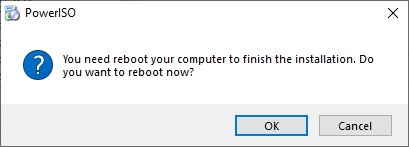 PowerISO
You need reboot your computer to finish the installation. Do
you want to reboot now?
OK
Cancel